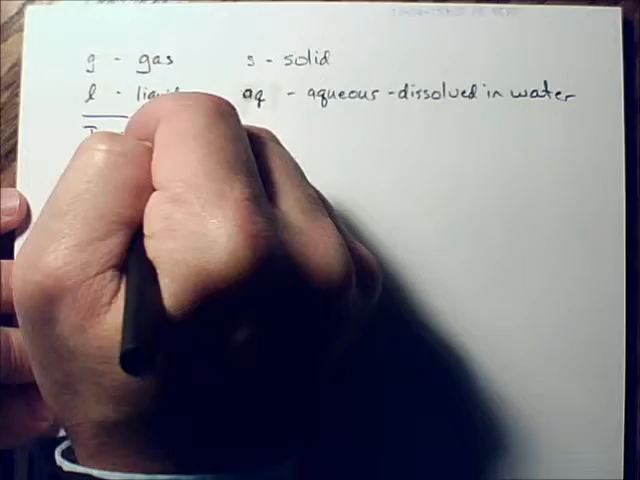 g - gas s - solid
l - aq - aqueous - dissolved in water